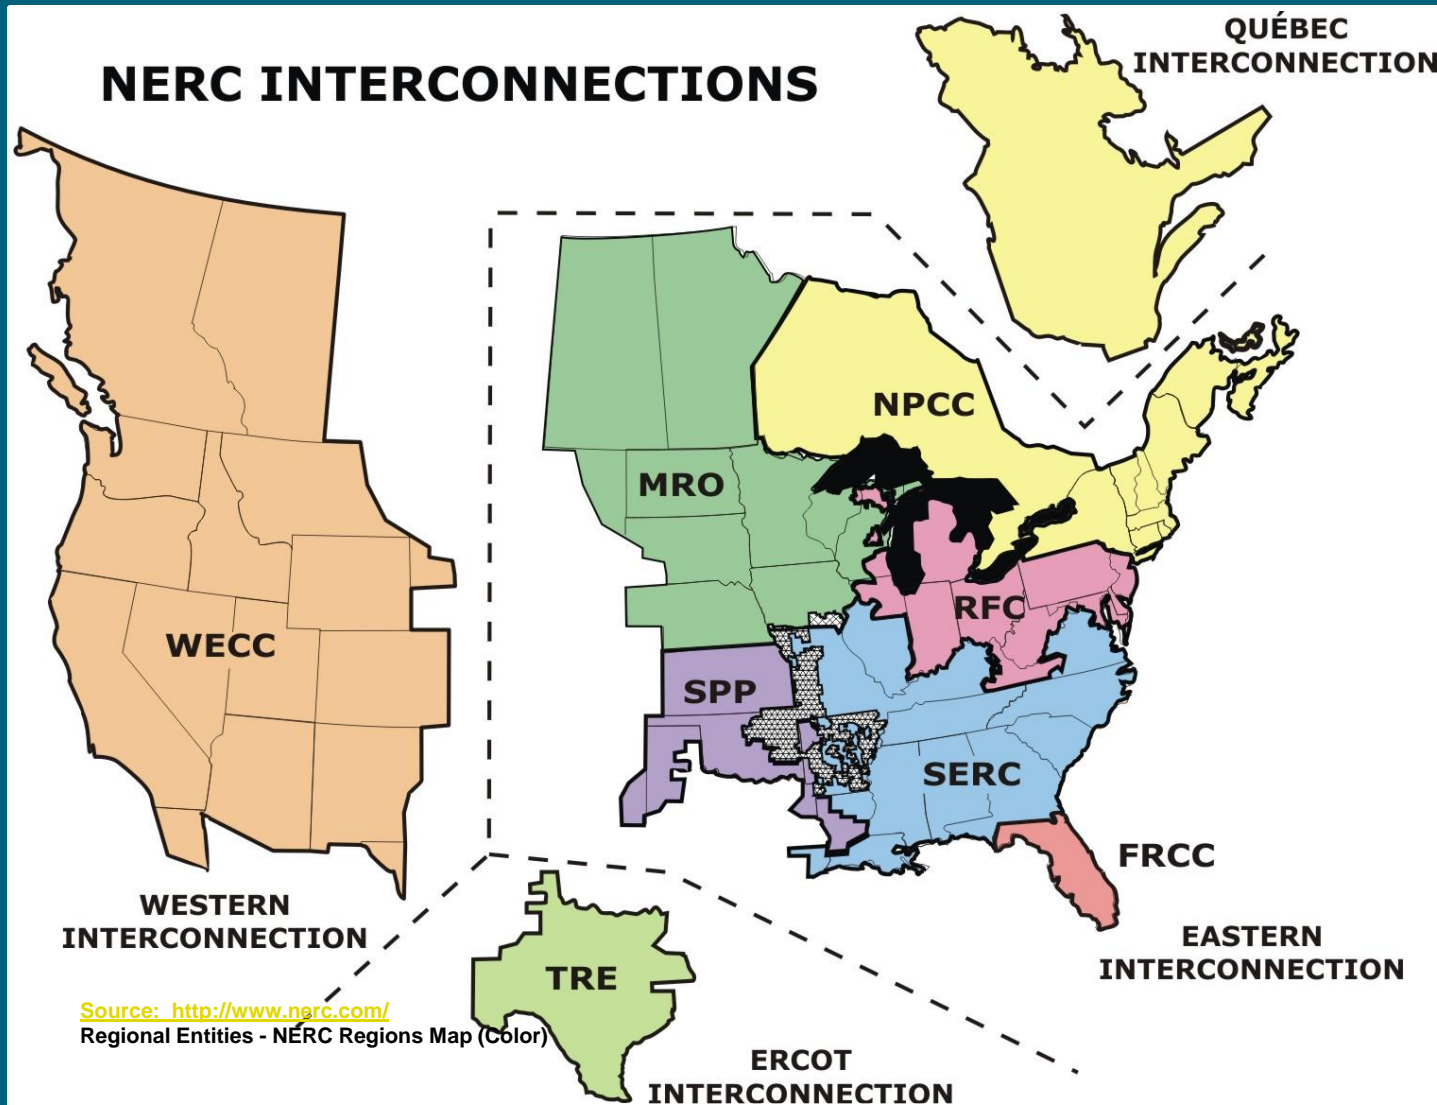 QUÉBEC
INTERCONNECTION
NERC INTERCONNECTIONS
NPCC
MRO
RFC
WECC
SPP
SERC
FRCC
WESTERN
INTERCONNECTION
EASTERN
INTERCONNECTION
TRE
Source: http://www.nerc.com/
Regional Entities - NERC Regions Map (Color)
ERCOT
INTERCONNECTION